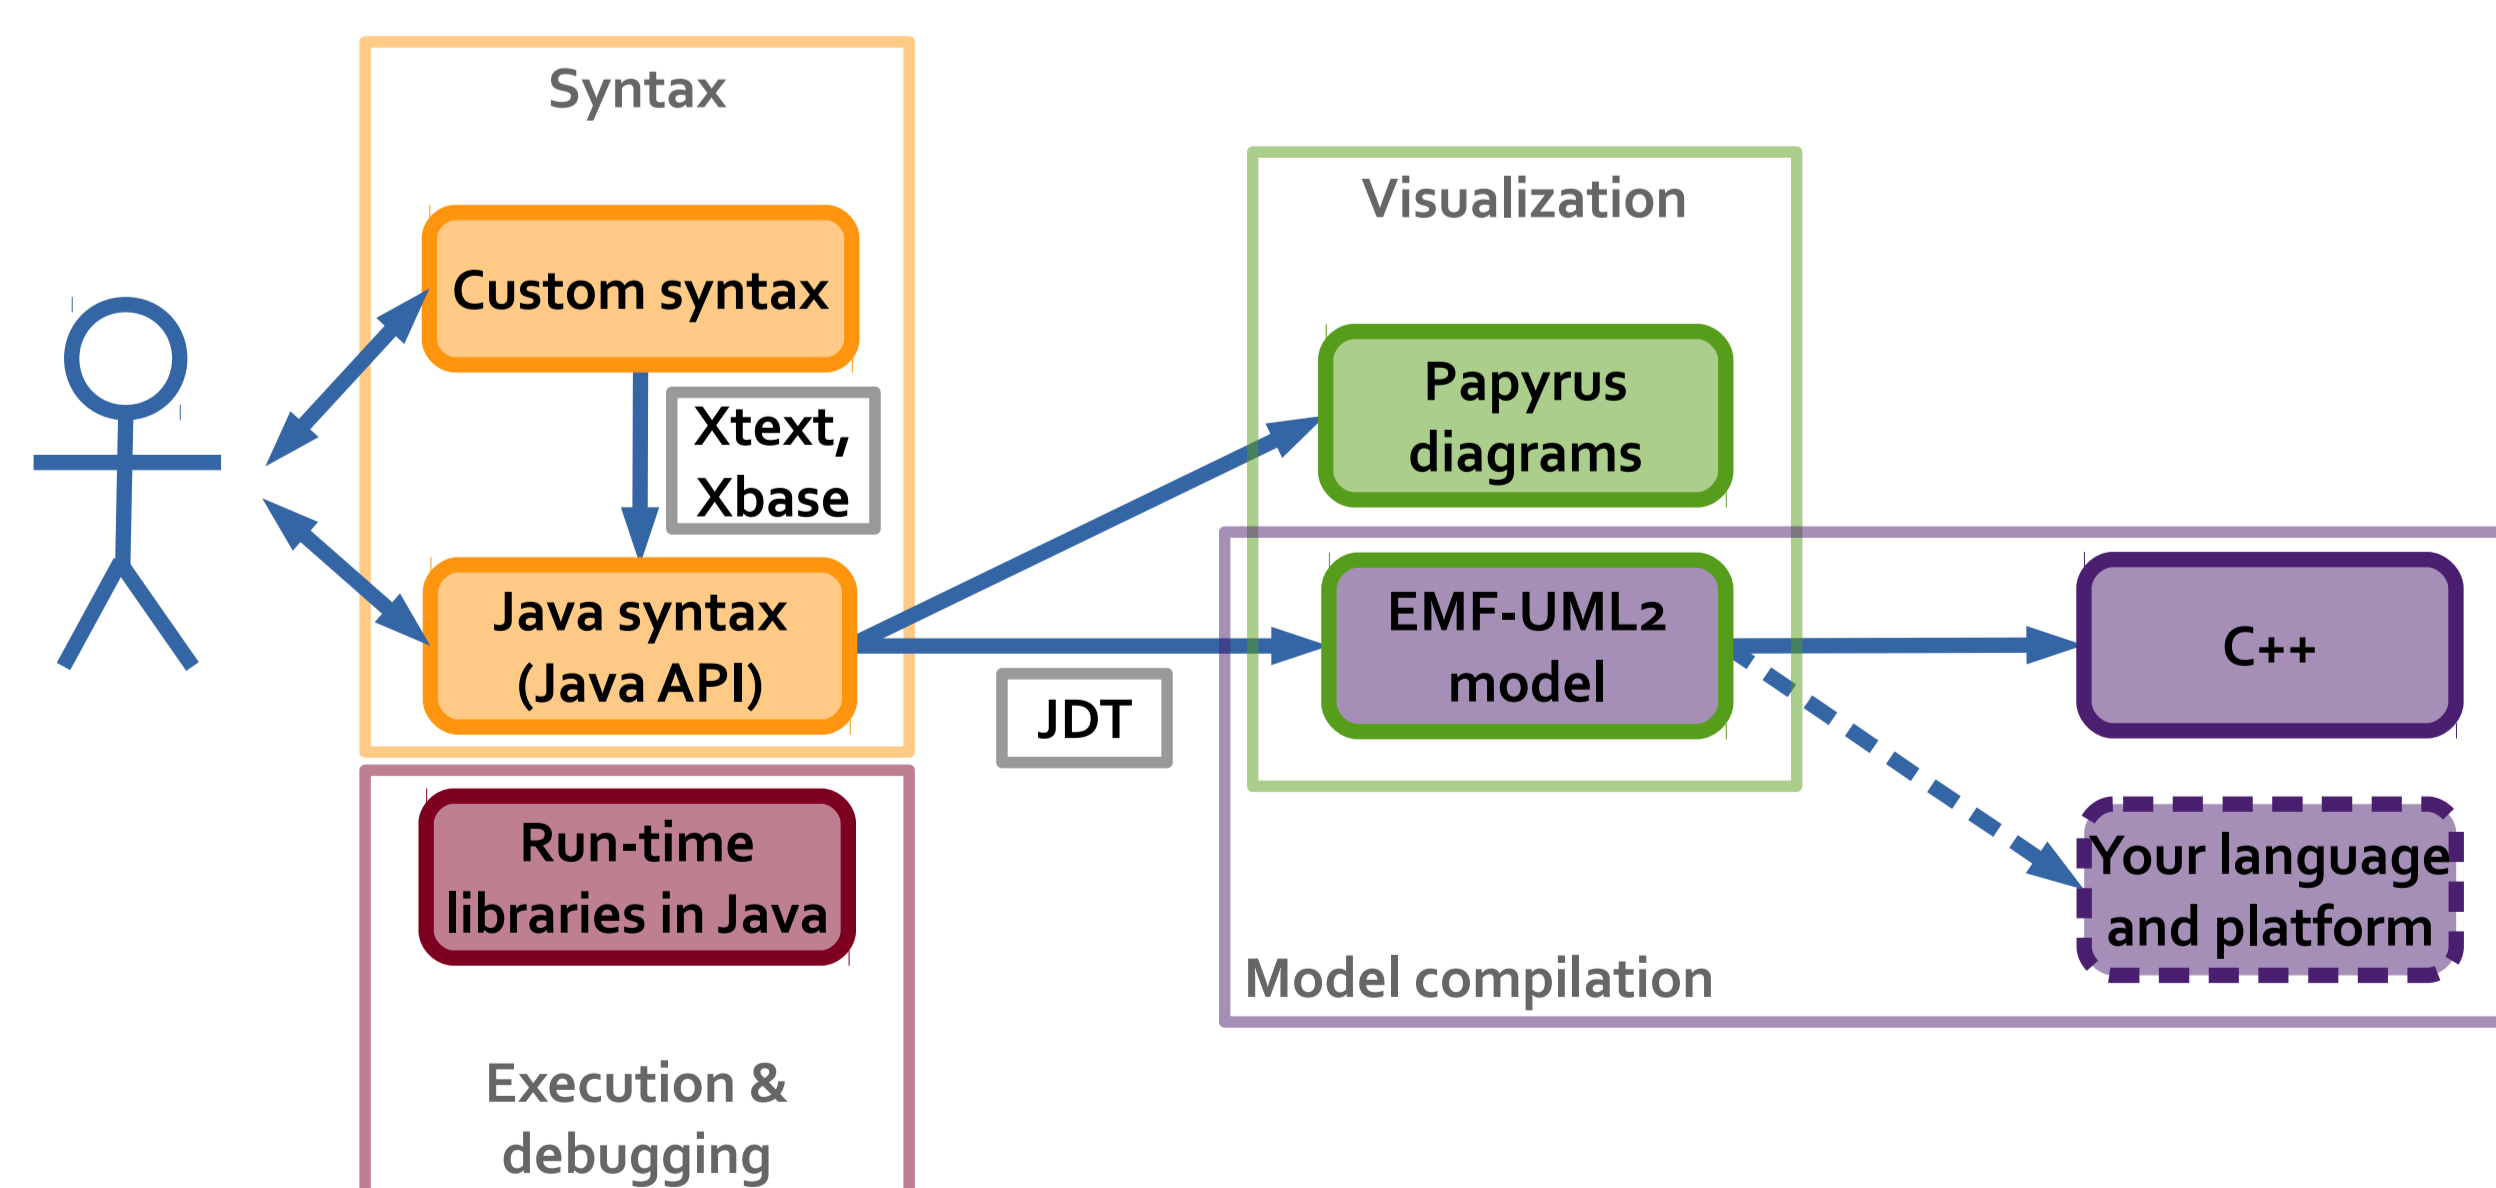 Syntax
Custom syntax
Xtext,
Xbase
Java syntax
(Java API)
Run-time
libraries in Java
Execution &
debugging
JDT
Visualization
Papyrus
diagrams
EMF-UML2
model
Model compilation
C++
Your language
and platform